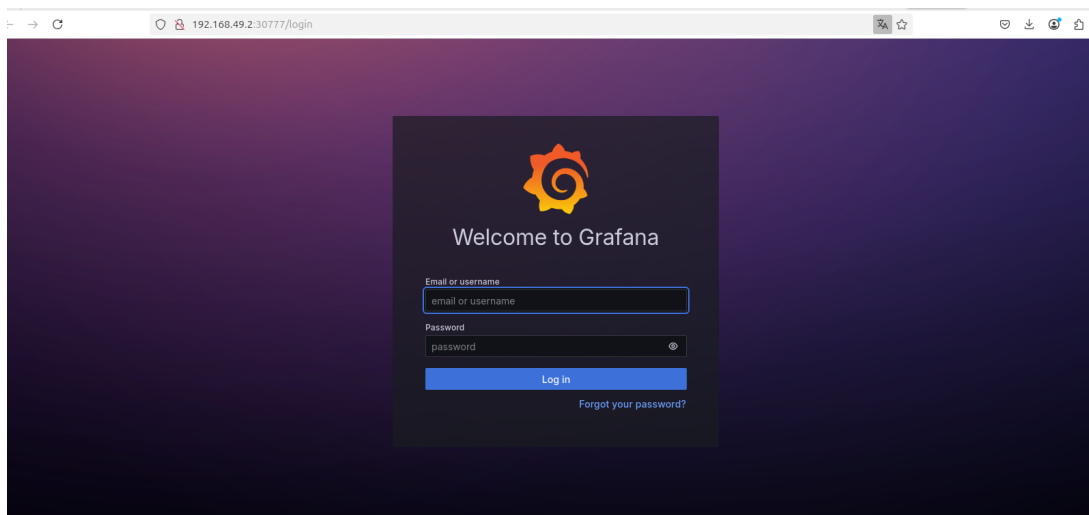 192.168.49.2:30777/login
Welcome to Grafana
Email or username
email or username
Password
password
Log in
Forgot your password?